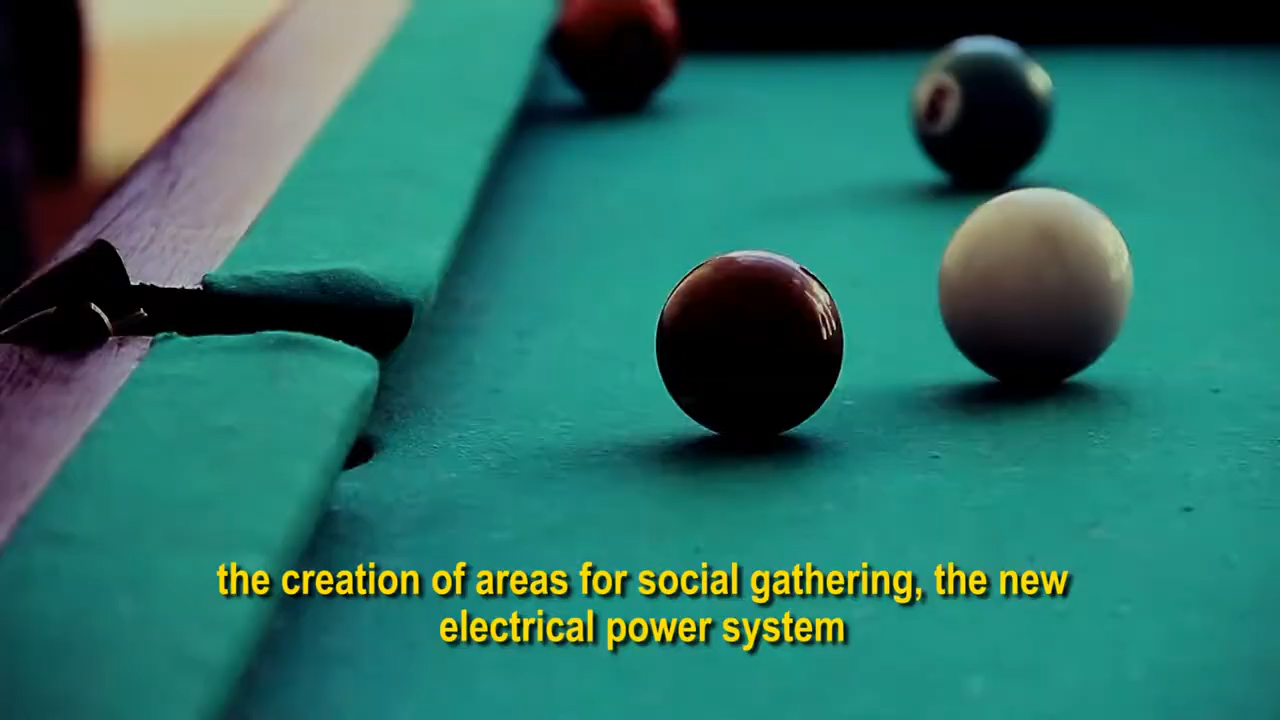 the creation of areas for social gathering, the new
electrical power system